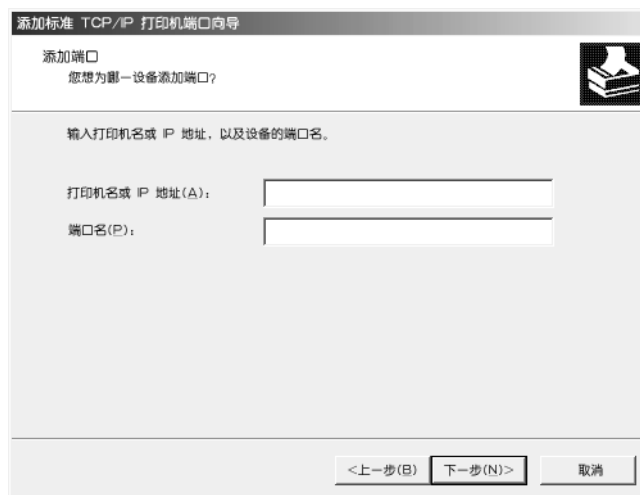 添加标准 TCP/IP 打印机端口向导
添加端口
您想为哪一设备添加端口?
输入打印机名或 IP 地址，以及设备的端口名。
打印机名或 IP 地址(A):
端口名(P):
<上一步(B)
下一步(N)>
取消